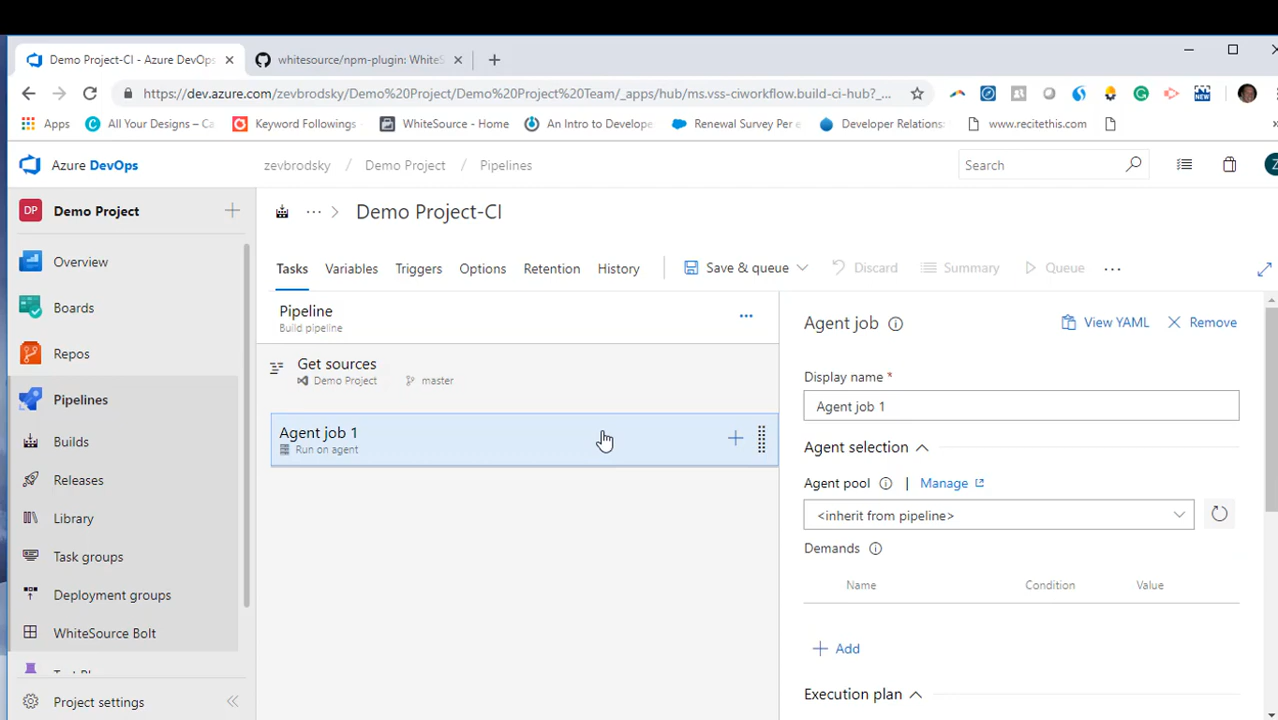 Demo Project-CI - Azure DevOps
whitesource/npm-plugin: WhiteS
https://dev.azure.com/zevbrodsky/Demo%20Project/Demo%20Project%20Team/_apps/hub/ms.vss-ciworkflow.build-ci-hub?_...
NEW
Apps
All Your Designs – Ca
Keyword Followings -
WhiteSource - Home
An Intro to Develope
Renewal Survey Per e
Developer Relations:
www.recitethis.com
Azure DevOps
zevbrodsky / Demo Project / Pipelines
Search
Z
DP Demo Project
Overview
Boards
Repos
Pipelines
Builds
Releases
Library
Task groups
Deployment groups
WhiteSource Bolt
Project settings
··· > Demo Project-CI
Tasks Variables Triggers Options Retention History
Save & queue Discard Summary Queue ...
Pipeline
Build pipeline
Get sources
Demo Project master
Agent job 1
Run on agent
Agent job
View YAML Remove
Display name *
Agent job 1
Agent selection
Agent pool | Manage
<inherit from pipeline>
Demands
Name Condition Value
Add
Execution plan